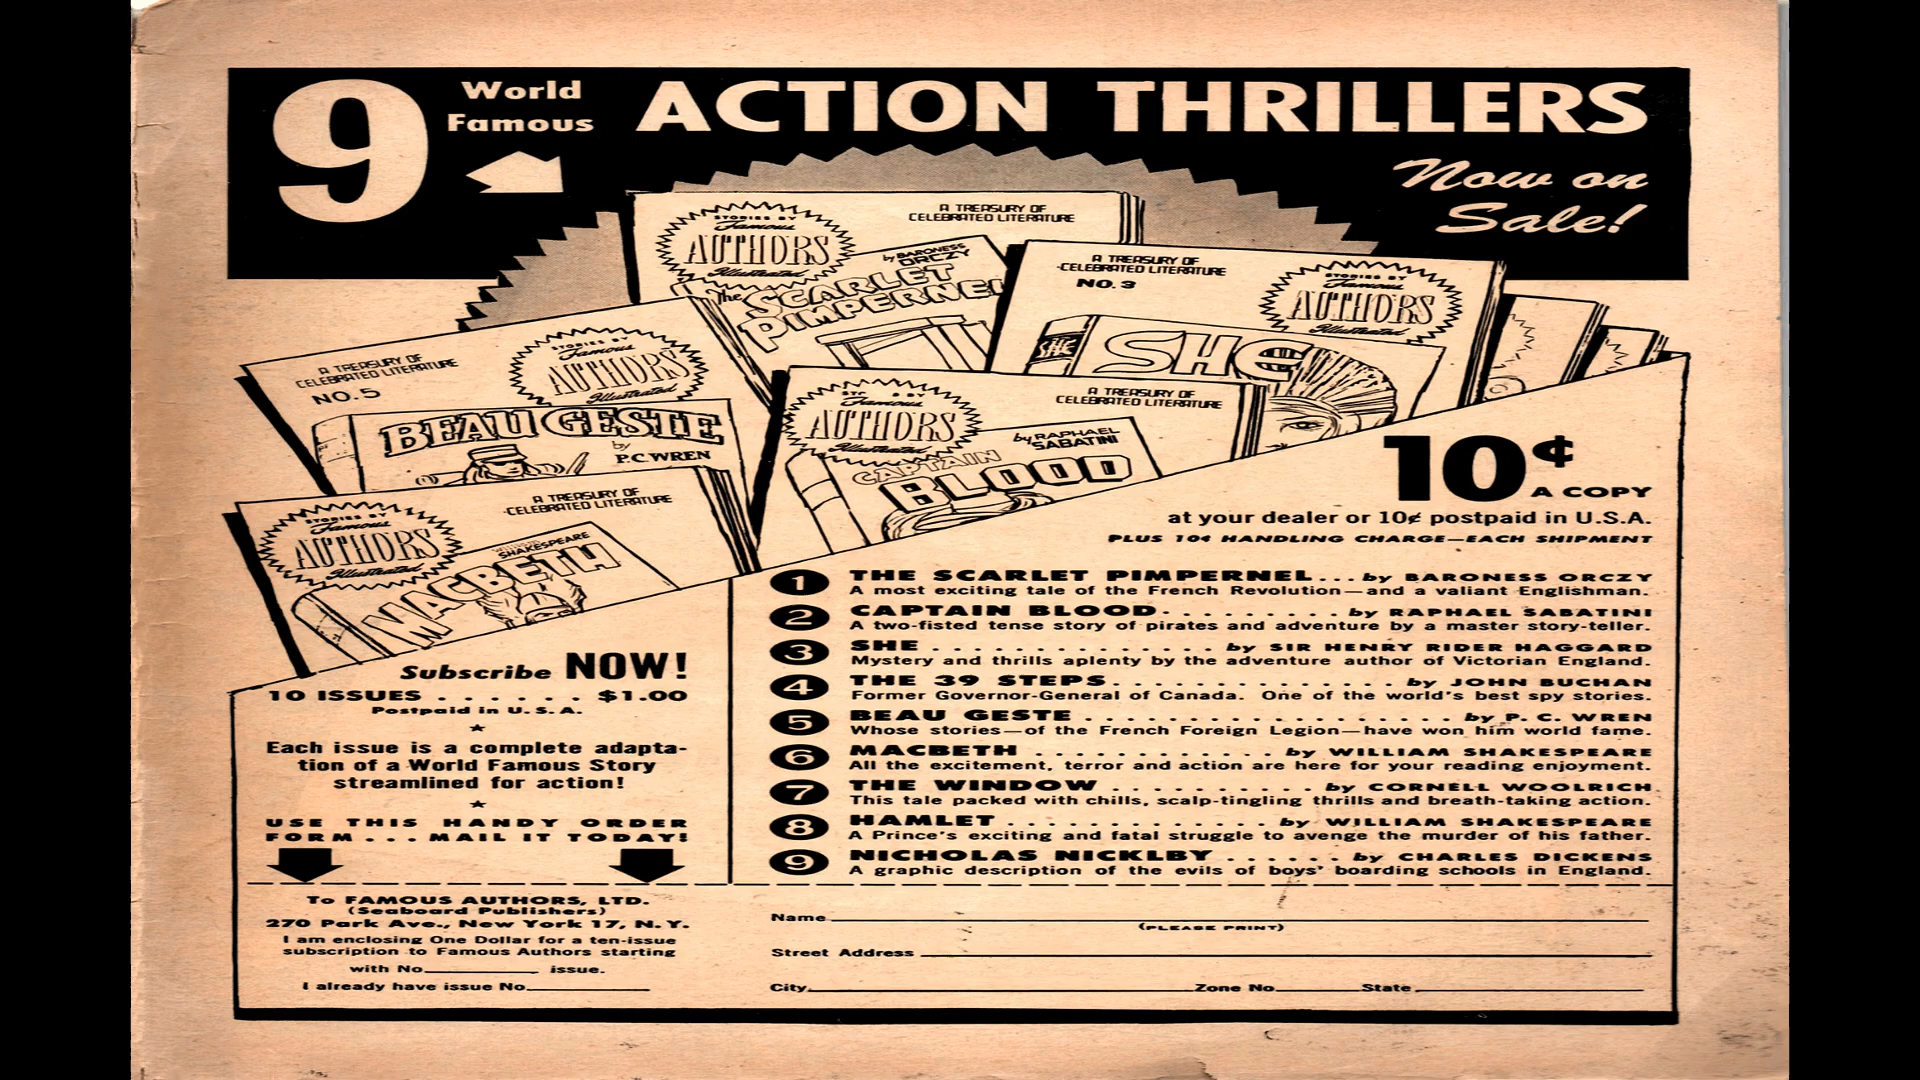 9 World Famous ACTION THRILLERS
Now on
Sale!
STORIES BY
Famous
AUTHORS
Illustrated
A TREASURY OF
CELEBRATED LITERATURE
by BARONESS
ORCZY
The SCARLET
PIMPERNEL
A TREASURY OF
CELEBRATED LITERATURE
NO. 3
STORIES BY
Famous
AUTHORS
Illustrated
SHE
SHE
A TREASURY OF
CELEBRATED LITERATURE
NO. 5
STORIES BY
Famous
AUTHORS
Illustrated
BEAU GESTE
by
P.C. WREN
AUTHORS
Illustrated
A TREASURY OF
CELEBRATED LITERATURE
by RAPHAEL
SABATINI
CAPTAIN
BLOOD
STORIES BY
Famous
AUTHORS
Illustrated
A TREASURY OF
CELEBRATED LITERATURE
SHAKESPEARE
MACBETH
10¢
A COPY
at your dealer or 10¢ postpaid in U.S.A.
PLUS 10¢ HANDLING CHARGE—EACH SHIPMENT
1 THE SCARLET PIMPERNEL...by BARONESS ORCZY
A most exciting tale of the French Revolution—and a valiant Englishman.
2 CAPTAIN BLOOD. . . . . . . . . . by RAPHAEL SABATINI
A two-fisted tense story of pirates and adventure by a master story-teller.
3 SHE . . . . . . . . . . . . . . by SIR HENRY RIDER HAGGARD
Mystery and thrills aplenty by the adventure author of Victorian England.
4 THE 39 STEPS. . . . . . . . . . . . . . by JOHN BUCHAN
Former Governor-General of Canada. One of the world's best spy stories.
5 BEAU GESTE . . . . . . . . . . . . . . . . . . by P. C. WREN
Whose stories—of the French Foreign Legion—have won him world fame.
6 MACBETH . . . . . . . . . . . . by WILLIAM SHAKESPEARE
All the excitement, terror and action are here for your reading enjoyment.
7 THE WINDOW . . . . . . . . . . by CORNELL WOOLRICH
This tale packed with chills, scalp-tingling thrills and breath-taking action.
8 HAMLET . . . . . . . . . . . . . by WILLIAM SHAKESPEARE
A Prince's exciting and fatal struggle to avenge the murder of his father.
9 NICHOLAS NICKLBY . . . . . . by CHARLES DICKENS
A graphic description of the evils of boys' boarding schools in England.
Subscribe NOW!
10 ISSUES . . . . . . $1.00
Postpaid in U. S. A.
★
Each issue is a complete adapta-
tion of a World Famous Story
streamlined for action!
★
USE THIS HANDY ORDER
FORM . . . MAIL IT TODAY!
To FAMOUS AUTHORS, LTD.
(Seaboard Publishers)
270 Park Ave., New York 17, N. Y.
I am enclosing One Dollar for a ten-issue
subscription to Famous Authors starting
with No. issue.
I already have issue No.
Name
(PLEASE PRINT)
Street Address
City Zone No. State